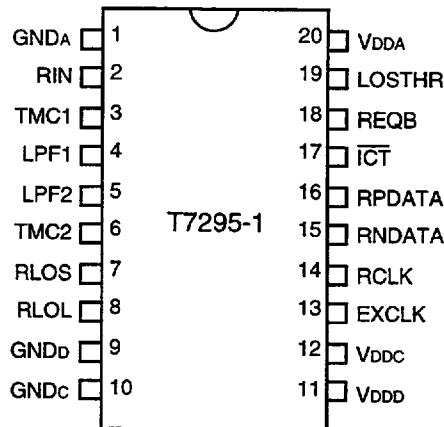 GNDA 1 20 VDDA
RIN 2 19 LOSTHR
TMC1 3 18 REQB
LPF1 4 17 I̅C̅T̅
LPF2 5 16 RPDATA
TMC2 6 T7295-1 15 RNDATA
RLOS 7 14 RCLK
RLOL 8 13 EXCLK
GNDD 9 12 VDDC
GNDC 10 11 VDDD